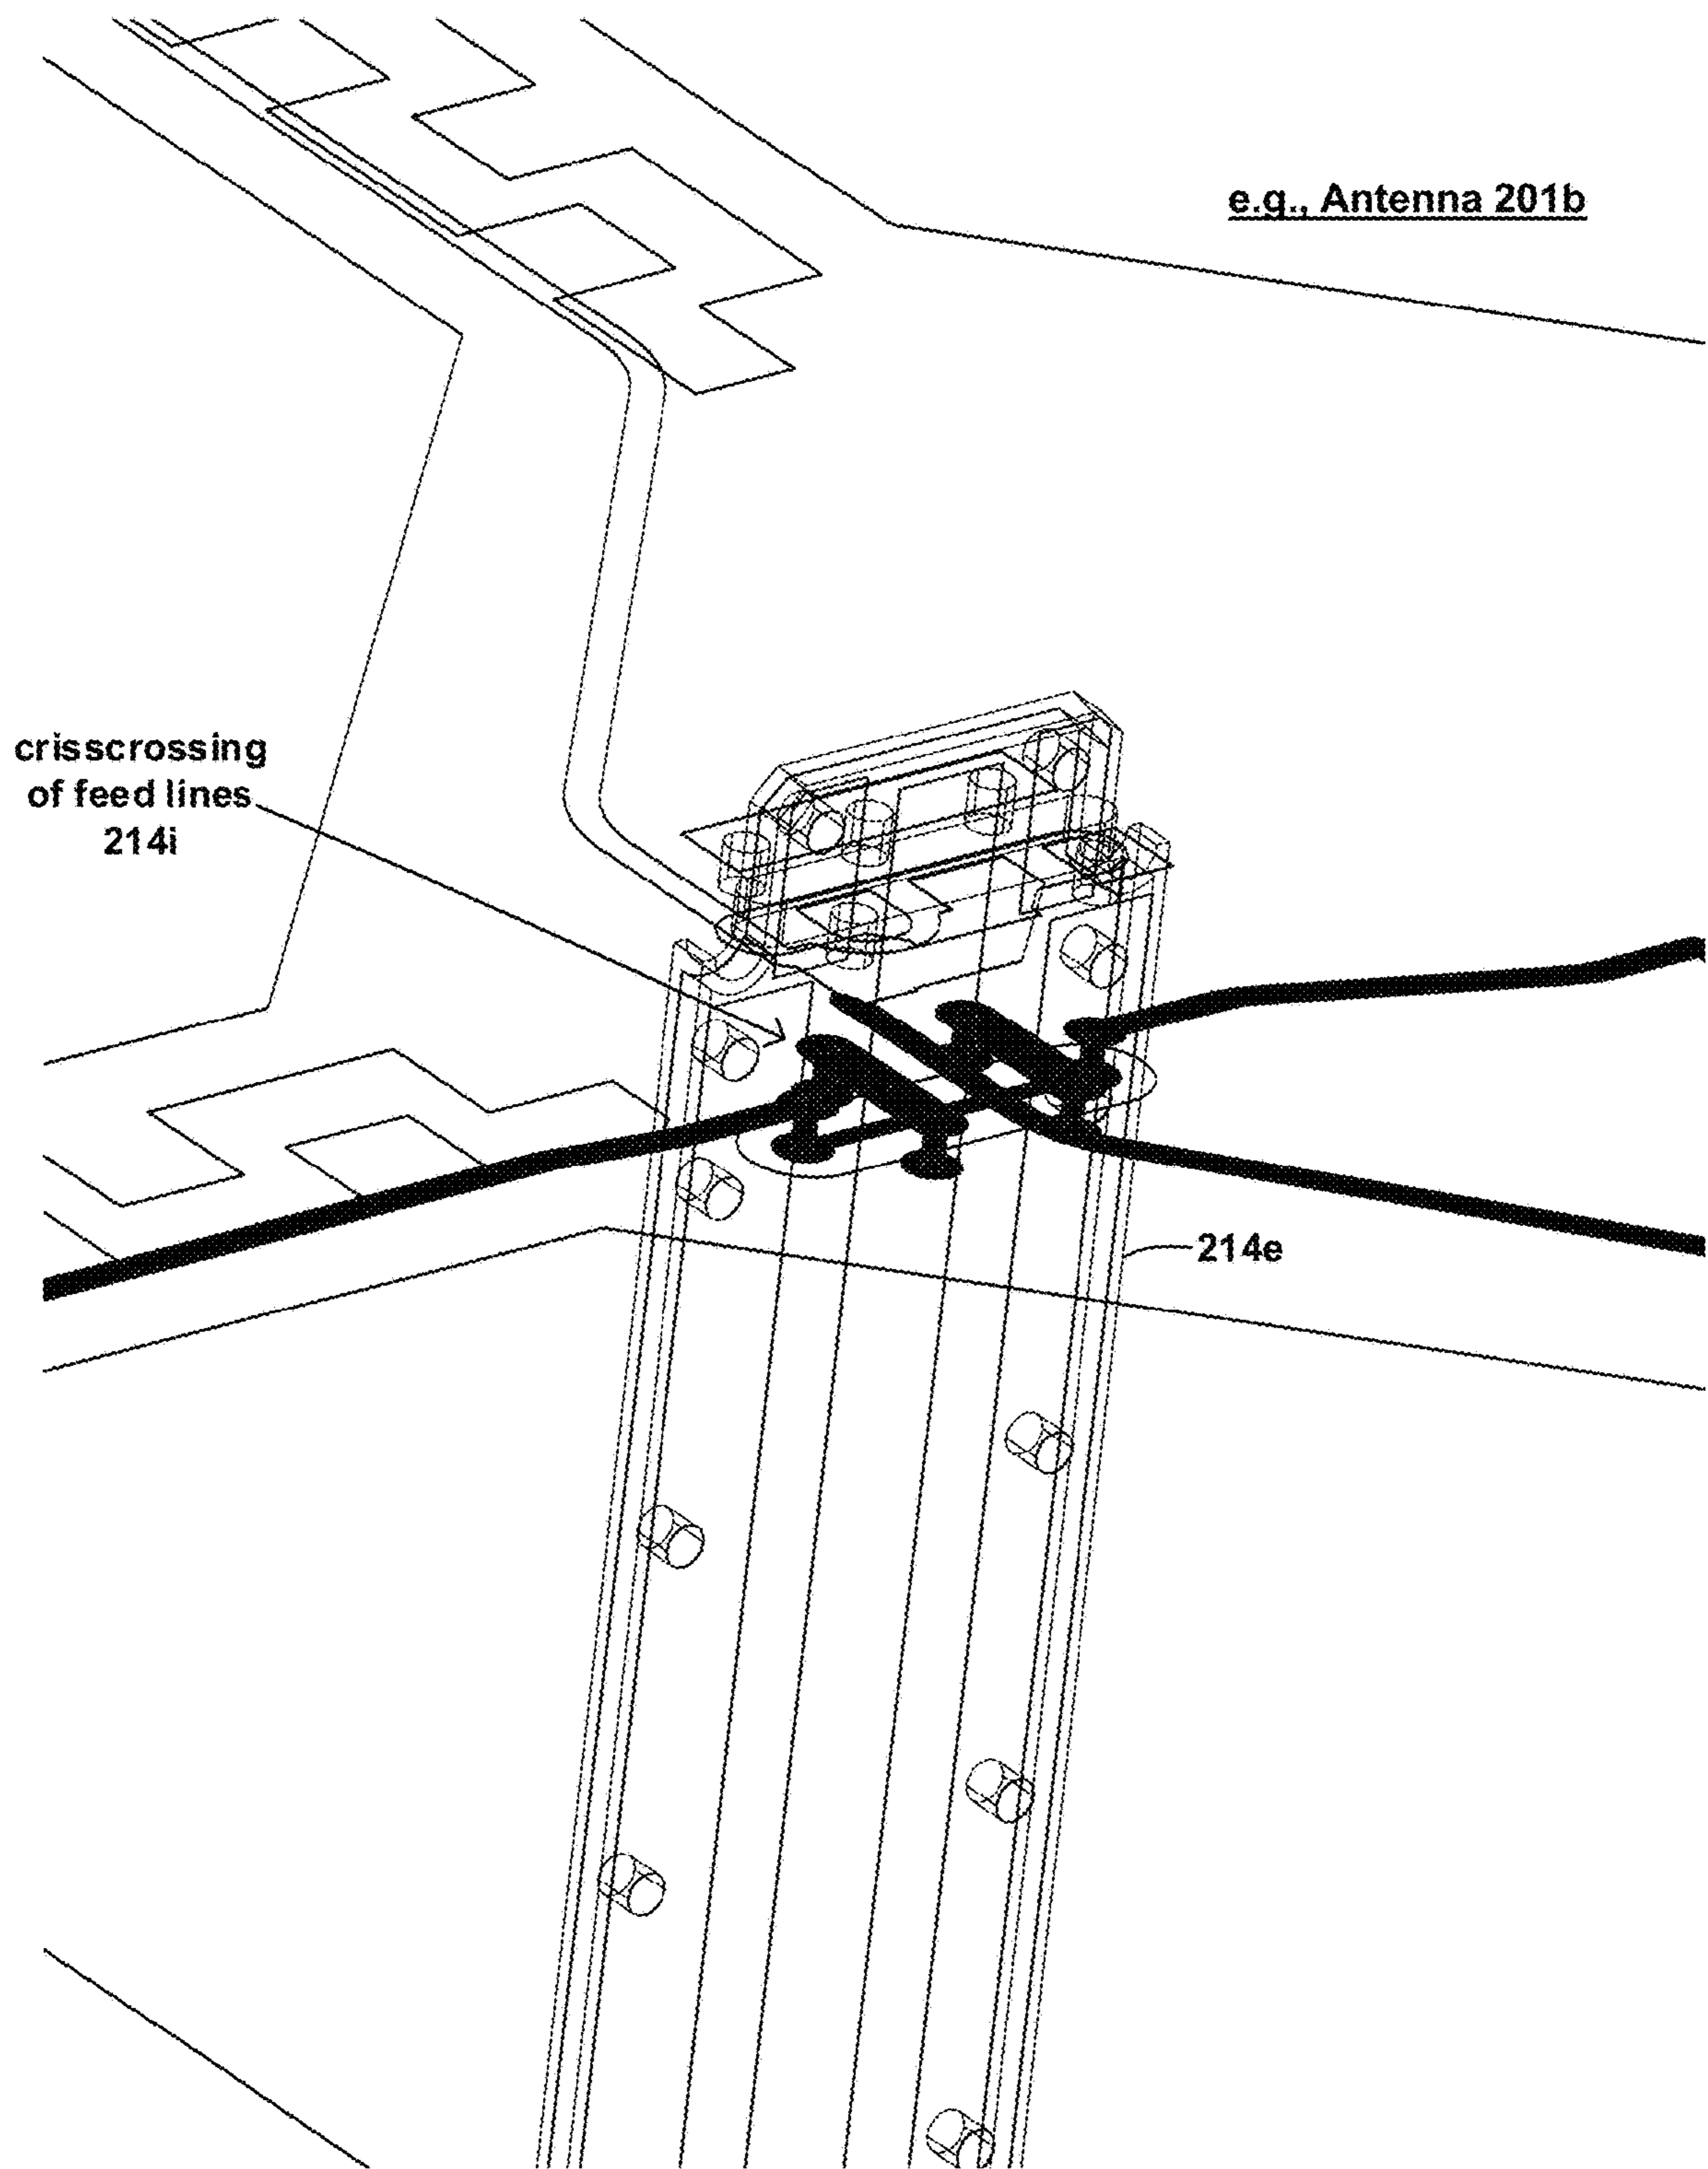 e.g., Antenna 201b
crisscrossing
of feed lines
214i
214e